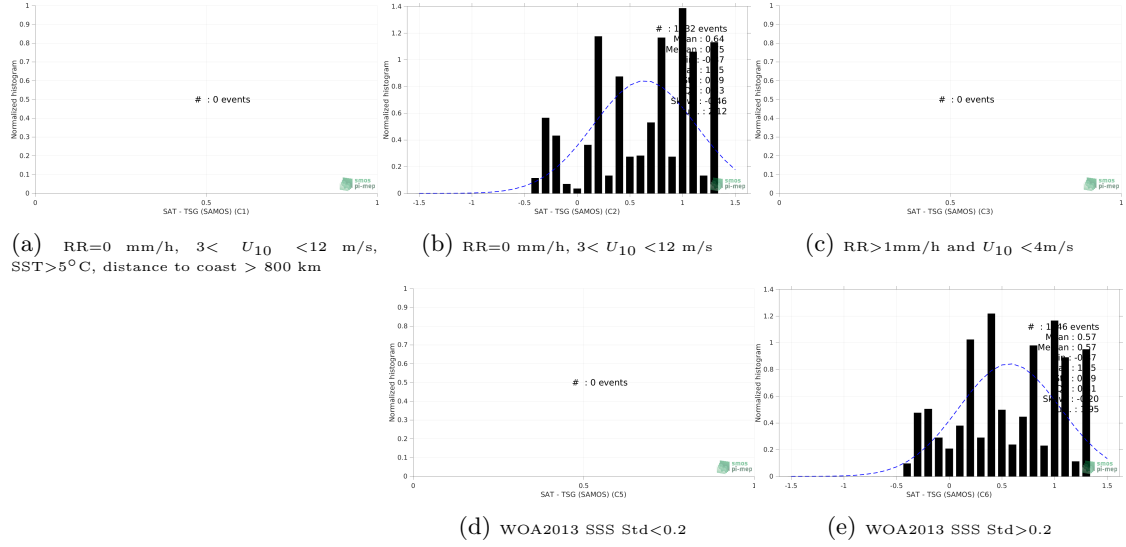 1
0.9
0.8
0.7
0.6
0.5
0.4
0.3
0.2
0.1
0
Normalized histogram
# : 0 events
0 0.5 1
SAT - TSG (SAMOS) (C1)
smos
pi-mep
1.4
1.2
1
0.8
0.6
0.4
0.2
0
Normalized histogram
events
: 0.64
-1.5 -1 -0.5 0 0.5 1 1.5
SAT - TSG (SAMOS) (C2)
smos
pi-mep
1
0.9
0.8
0.7
0.6
0.5
0.4
0.3
0.2
0.1
0
Normalized histogram
# : 0 events
0 0.5 1
SAT - TSG (SAMOS) (C3)
smos
pi-mep
(a) RR=0 mm/h, 3< U10 <12 m/s,
SST>5°C, distance to coast > 800 km
(b) RR=0 mm/h, 3< U10 <12 m/s
(c) RR>1mm/h and U10 <4m/s
1
0.9
0.8
0.7
0.6
0.5
0.4
0.3
0.2
0.1
0
Normalized histogram
# : 0 events
0 0.5 1
SAT - TSG (SAMOS) (C5)
smos
pi-mep
1.4
1.2
1
0.8
0.6
0.4
0.2
0
Normalized histogram
events
: 0.57
: 0.57
-1.5 -1 -0.5 0 0.5 1 1.5
SAT - TSG (SAMOS) (C6)
smos
pi-mep
(d) WOA2013 SSS Std<0.2
(e) WOA2013 SSS Std>0.2